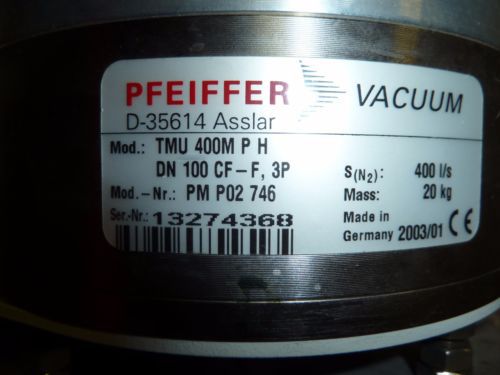 PFEIFFER VACUUM
D-35614 Asslar
Mod.: TMU 400M P H
DN 100 CF-F, 3P S(N₂): 400 l/s
Mod.-Nr.: PM P02 746 Mass: 20 kg
Ser.-Nr.: 13274368 Made in
Germany 2003/01 CE